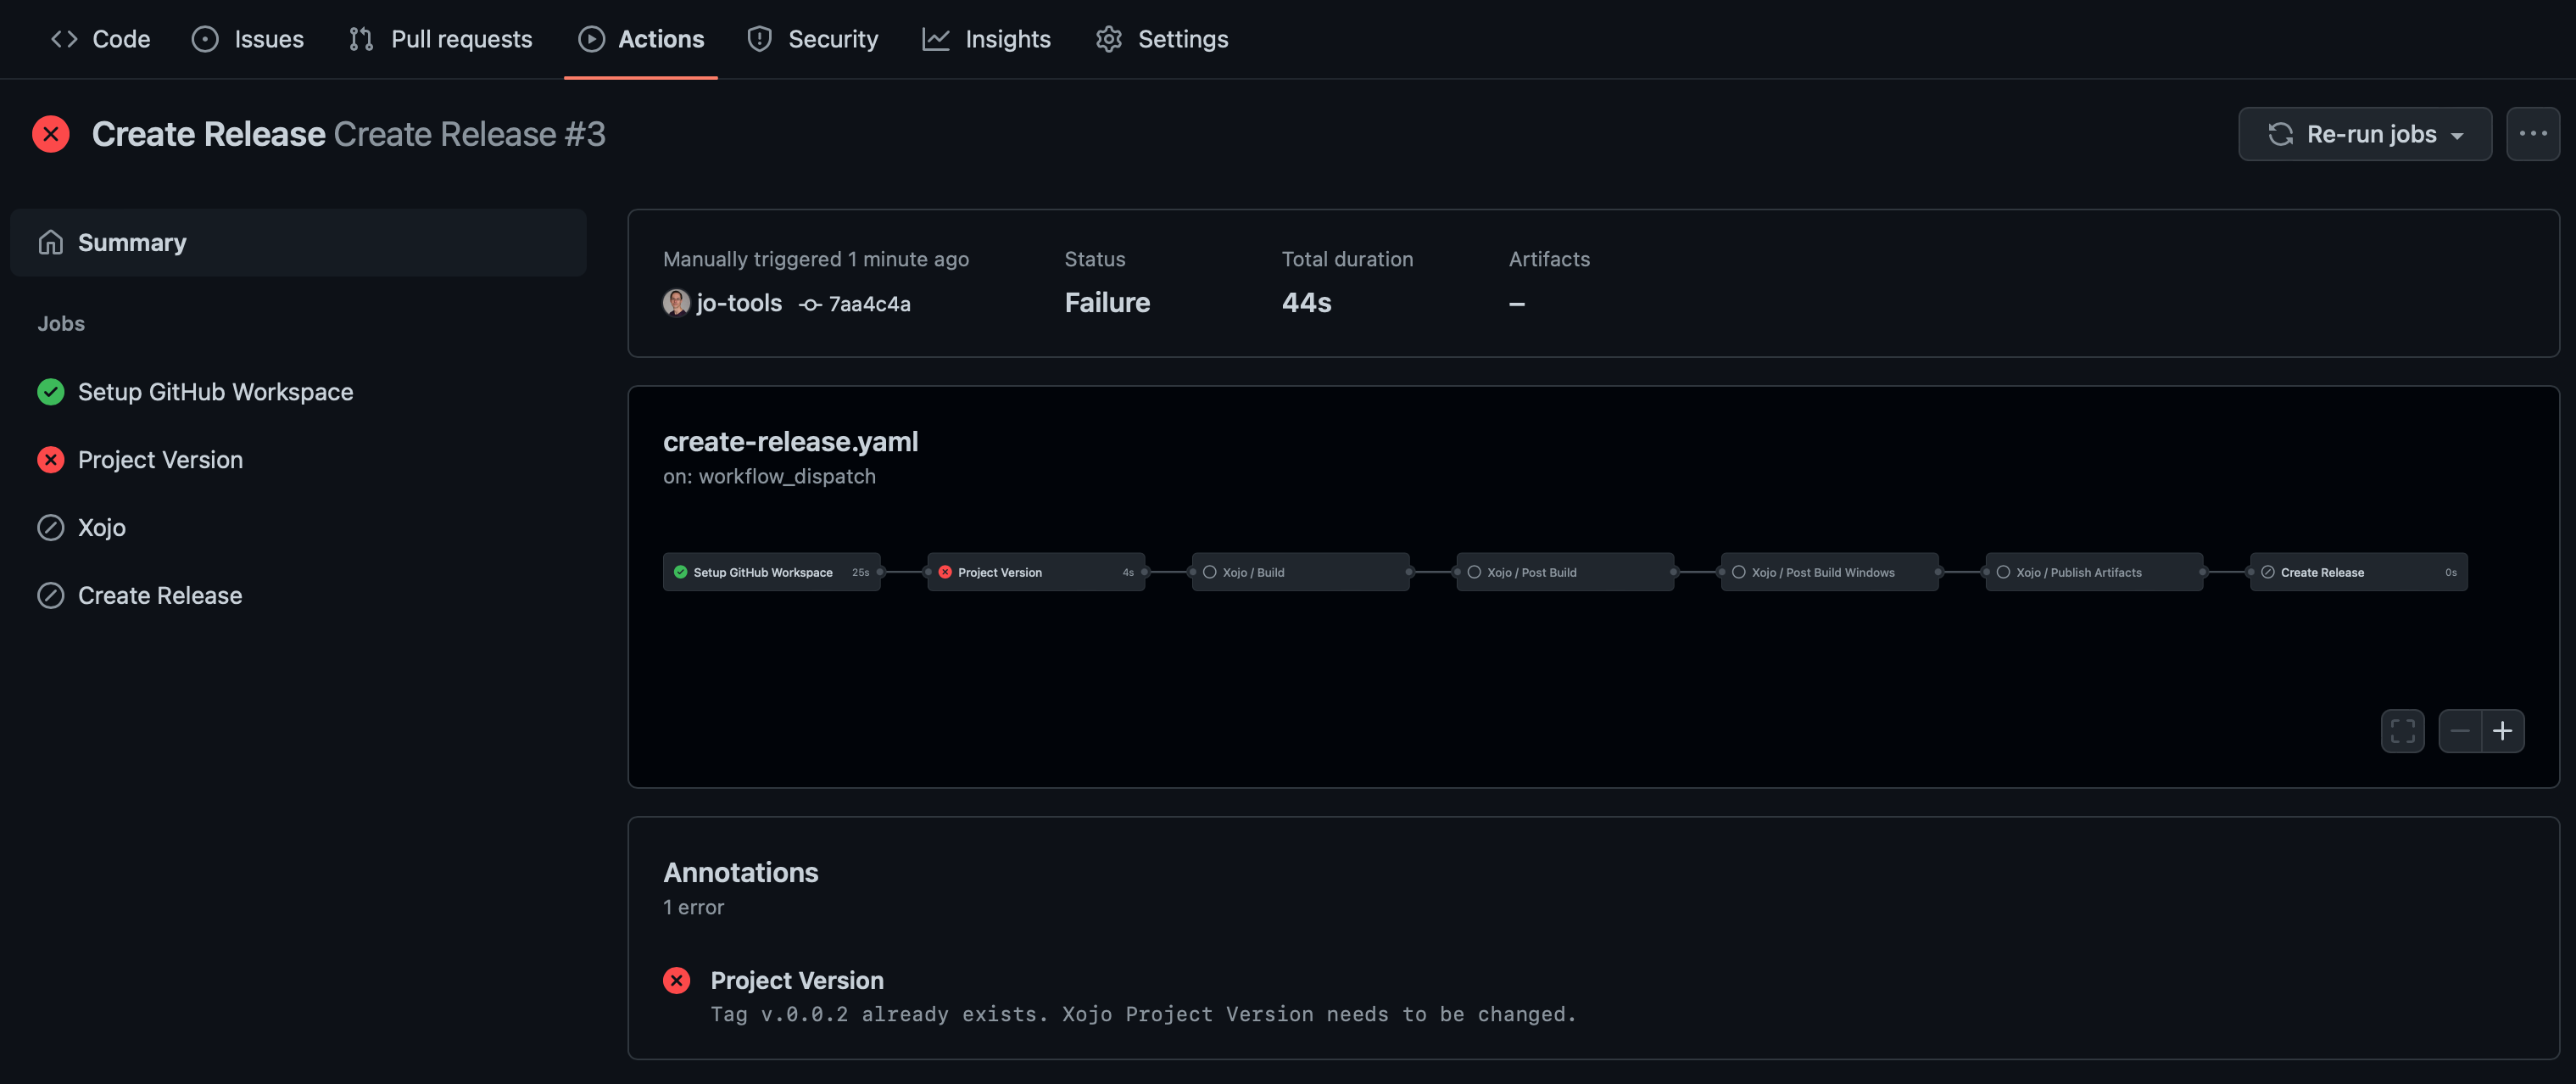 Code Issues Pull requests Actions Security Insights Settings
Create Release Create Release #3
Re-run jobs
Summary
Jobs
Setup GitHub Workspace
Project Version
Xojo
Create Release
Manually triggered 1 minute ago
jo-tools 7aa4c4a
Status
Failure
Total duration
44s
Artifacts
–
create-release.yaml
on: workflow_dispatch
Setup GitHub Workspace 25s
Project Version 4s
Xojo / Build
Xojo / Post Build
Xojo / Post Build Windows
Xojo / Publish Artifacts
Create Release 0s
Annotations
1 error
Project Version
Tag v.0.0.2 already exists. Xojo Project Version needs to be changed.